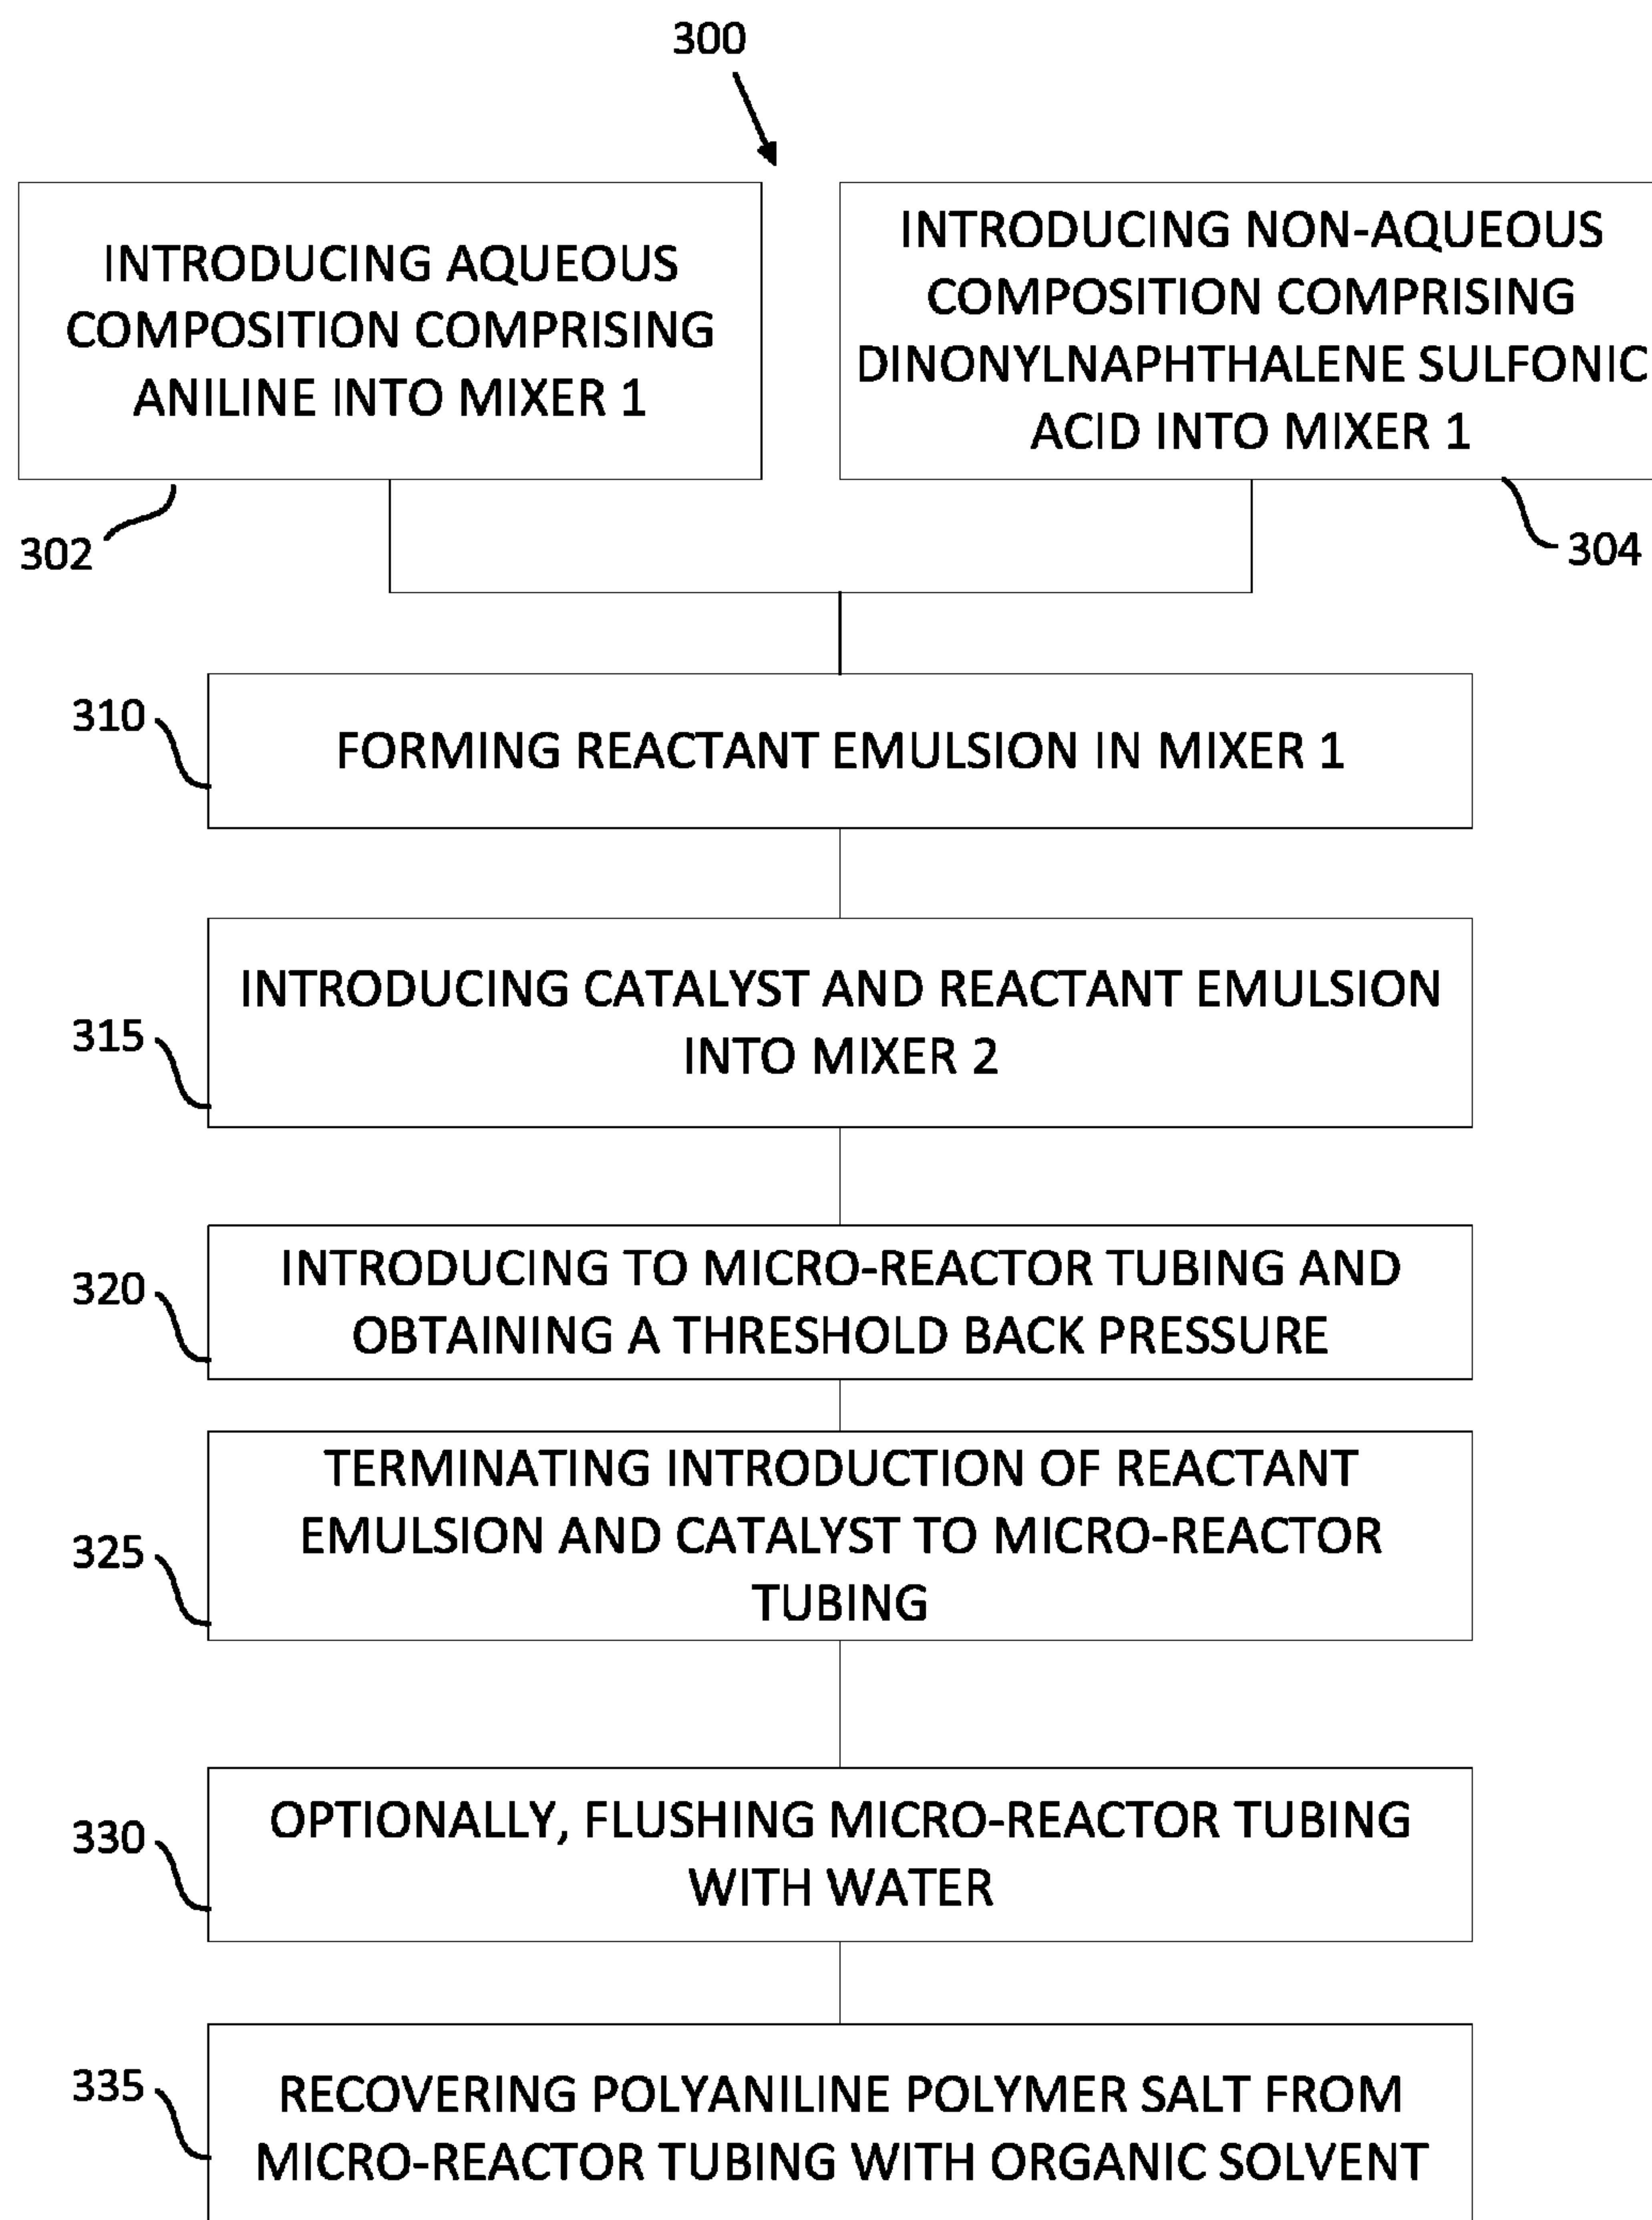 300
INTRODUCING AQUEOUS
COMPOSITION COMPRISING
ANILINE INTO MIXER 1
302
INTRODUCING NON-AQUEOUS
COMPOSITION COMPRISING
DINONYLNAPHTHALENE SULFONIC
ACID INTO MIXER 1
304
310
FORMING REACTANT EMULSION IN MIXER 1
315
INTRODUCING CATALYST AND REACTANT EMULSION
INTO MIXER 2
320
INTRODUCING TO MICRO-REACTOR TUBING AND
OBTAINING A THRESHOLD BACK PRESSURE
325
TERMINATING INTRODUCTION OF REACTANT
EMULSION AND CATALYST TO MICRO-REACTOR
TUBING
330
OPTIONALLY, FLUSHING MICRO-REACTOR TUBING
WITH WATER
335
RECOVERING POLYANILINE POLYMER SALT FROM
MICRO-REACTOR TUBING WITH ORGANIC SOLVENT